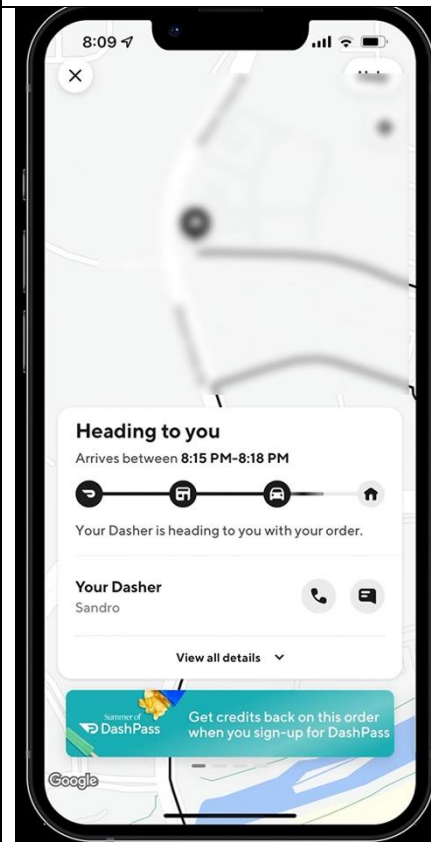 8:09
Heading to you
Arrives between 8:15 PM-8:18 PM
Your Dasher is heading to you with your order.
Your Dasher
Sandro
View all details
Summer of
DashPass
Get credits back on this order
when you sign-up for DashPass
Google